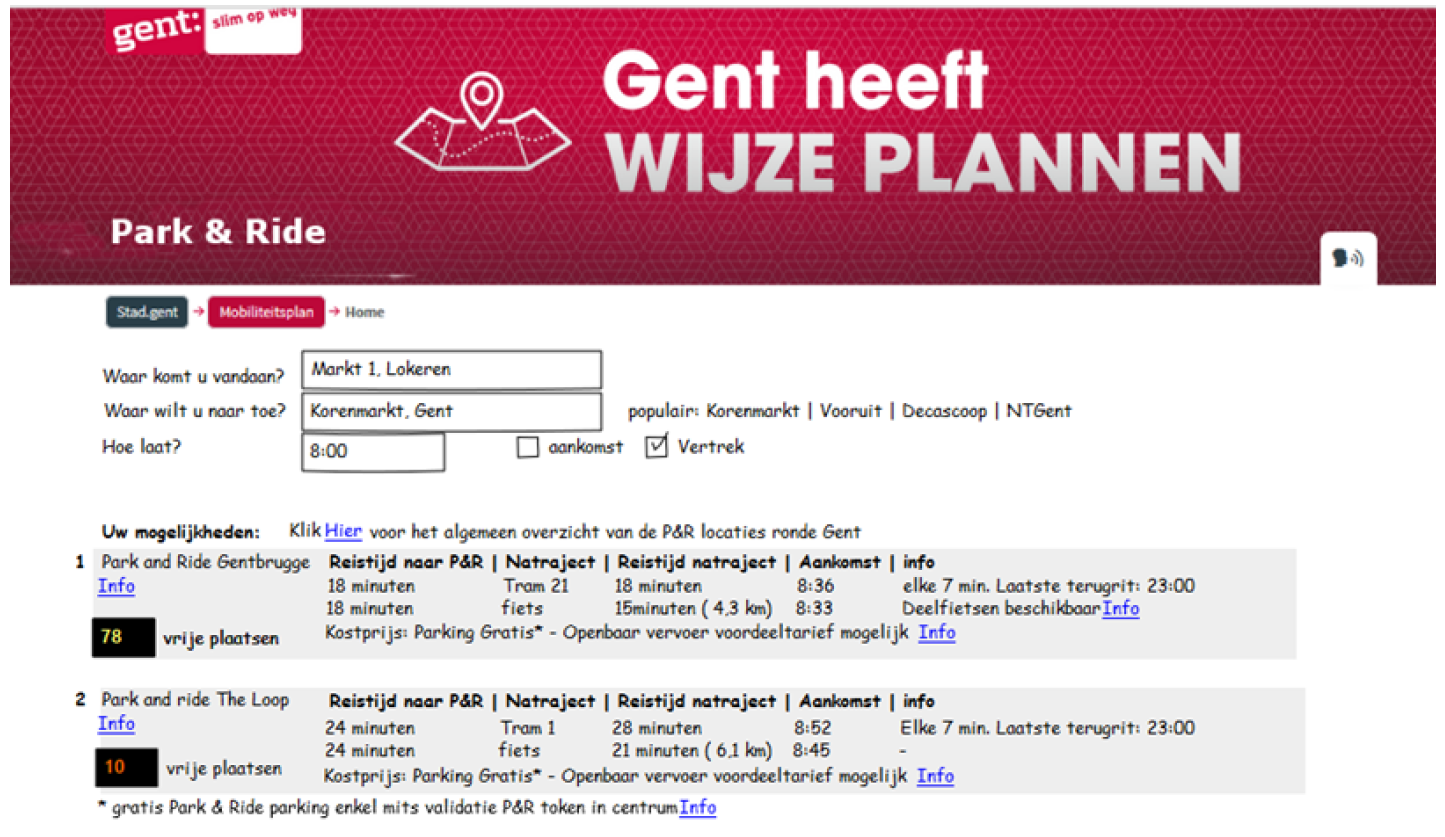 gent: slim op weg
Gent heeft
WIJZE PLANNEN
Park & Ride
Stad.gent → Mobiliteitsplan → Home
Waar komt u vandaan? Markt 1, Lokeren
Waar wilt u naar toe? Korenmarkt, Gent populair: Korenmarkt | Vooruit | Decascoop | NTGent
Hoe laat? 8:00 aankomst Vertrek
Uw mogelijkheden: Klik Hier voor het algemeen overzicht van de P&R locaties ronde Gent
1 Park and Ride Gentbrugge Reistijd naar P&R | Natraject | Reistijd natraject | Aankomst | info
Info 18 minuten Tram 21 18 minuten 8:36 elke 7 min. Laatste terugrit: 23:00
18 minuten fiets 15minuten ( 4,3 km) 8:33 Deelfietsen beschikbaar Info
78 vrije plaatsen Kostprijs: Parking Gratis* - Openbaar vervoer voordeeltarief mogelijk Info
2 Park and ride The Loop Reistijd naar P&R | Natraject | Reistijd natraject | Aankomst | info
Info 24 minuten Tram 1 28 minuten 8:52 Elke 7 min. Laatste terugrit: 23:00
24 minuten fiets 21 minuten ( 6,1 km) 8:45 -
10 vrije plaatsen Kostprijs: Parking Gratis* - Openbaar vervoer voordeeltarief mogelijk Info
* gratis Park & Ride parking enkel mits validatie P&R token in centrum Info